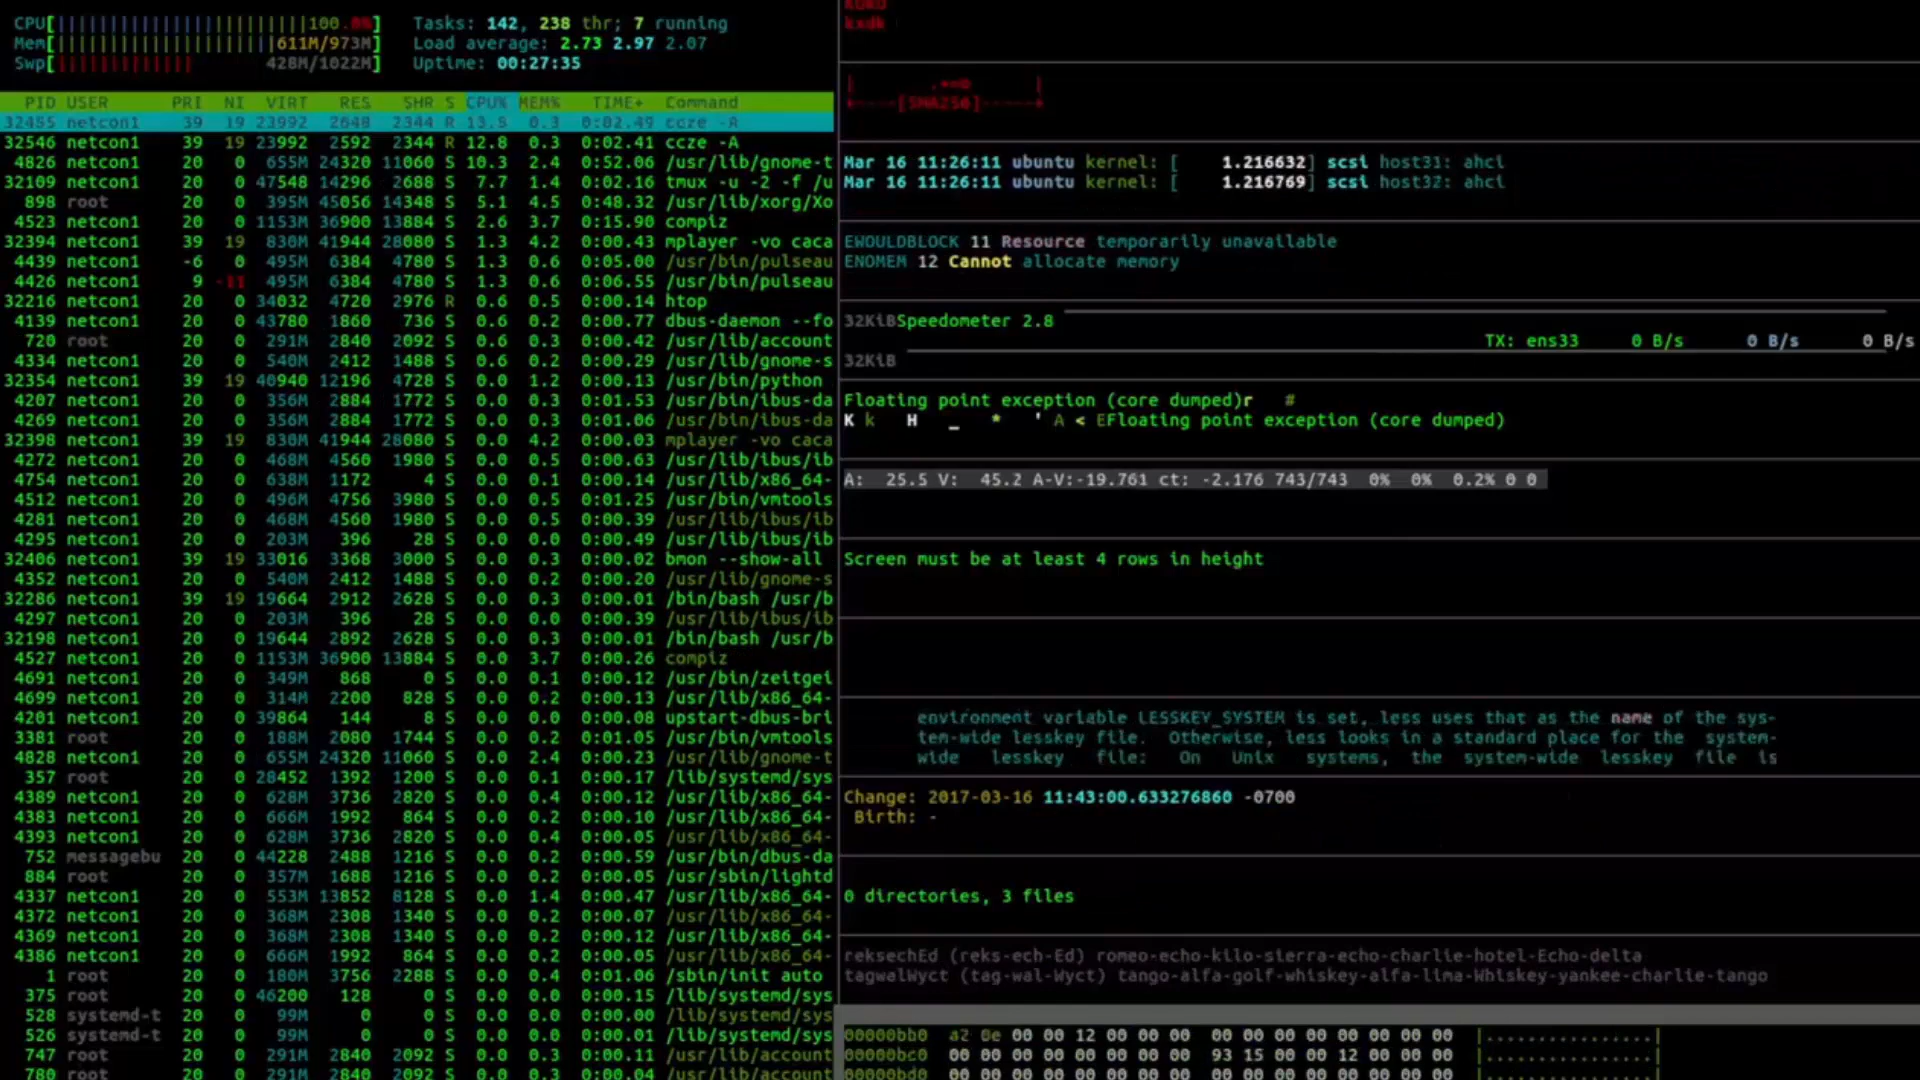 CPU[100.0%]
Mem[611M/973M]
Swp[428M/1022M]
Tasks: 142, 238 thr; 7 running
Load average: 2.73 2.97 2.07
Uptime: 00:27:35
PID USER PRI NI VIRT RES SHR S CPU% MEM% TIME+ Command
32455 netcon1 39 19 23992 2648 2344 R 13.5 0.3 0:02.49 ccze -A
32546 netcon1 39 19 23992 2592 2344 R 12.8 0.3 0:02.41 ccze -A
4826 netcon1 20 0 655M 24320 11060 S 10.3 2.4 0:52.06 /usr/lib/gnome-t
32109 netcon1 20 0 47548 14296 2688 S 7.7 1.4 0:02.16 tmux -u -2 -f /u
898 root 20 0 395M 45056 14348 S 5.1 4.5 0:48.32 /usr/lib/xorg/Xo
4523 netcon1 20 0 1153M 36900 13884 S 2.6 3.7 0:15.90 compiz
32394 netcon1 39 19 830M 41944 28080 S 1.3 4.2 0:00.43 mplayer -vo caca
4439 netcon1 -6 0 495M 6384 4780 S 1.3 0.6 0:05.00 /usr/bin/pulseau
4426 netcon1 9 -11 495M 6384 4780 S 1.3 0.6 0:06.55 /usr/bin/pulseau
32216 netcon1 20 0 34032 4720 2976 R 0.6 0.5 0:00.14 htop
4139 netcon1 20 0 43780 1860 736 S 0.6 0.2 0:00.77 dbus-daemon --fo
720 root 20 0 291M 2840 2092 S 0.6 0.3 0:00.42 /usr/lib/account
4334 netcon1 20 0 540M 2412 1488 S 0.6 0.2 0:00.29 /usr/lib/gnome-s
32354 netcon1 39 19 40940 12196 4728 S 0.0 1.2 0:00.13 /usr/bin/python
4207 netcon1 20 0 356M 2884 1772 S 0.0 0.3 0:01.53 /usr/bin/ibus-da
4269 netcon1 20 0 356M 2884 1772 S 0.0 0.3 0:01.06 /usr/bin/ibus-da
32398 netcon1 39 19 830M 41944 28080 S 0.0 4.2 0:00.03 mplayer -vo caca
4272 netcon1 20 0 468M 4560 1980 S 0.0 0.5 0:00.63 /usr/lib/ibus/ib
4754 netcon1 20 0 638M 1172 4 S 0.0 0.1 0:00.14 /usr/lib/x86_64-
4512 netcon1 20 0 496M 4756 3980 S 0.0 0.5 0:01.25 /usr/bin/vmtools
4281 netcon1 20 0 468M 4560 1980 S 0.0 0.5 0:00.39 /usr/lib/ibus/ib
4295 netcon1 20 0 203M 396 28 S 0.0 0.0 0:00.49 /usr/lib/ibus/ib
32406 netcon1 39 19 33016 3368 3000 S 0.0 0.3 0:00.02 bmon --show-all
4352 netcon1 20 0 540M 2412 1488 S 0.0 0.2 0:00.20 /usr/lib/gnome-s
32286 netcon1 39 19 19664 2912 2628 S 0.0 0.3 0:00.01 /bin/bash /usr/b
4297 netcon1 20 0 203M 396 28 S 0.0 0.0 0:00.39 /usr/lib/ibus/ib
32198 netcon1 20 0 19644 2892 2628 S 0.0 0.3 0:00.01 /bin/bash /usr/b
4527 netcon1 20 0 1153M 36900 13884 S 0.0 3.7 0:00.26 compiz
4691 netcon1 20 0 349M 868 0 S 0.0 0.1 0:00.12 /usr/bin/zeitgei
4699 netcon1 20 0 314M 2200 828 S 0.0 0.2 0:00.13 /usr/lib/x86_64-
4201 netcon1 20 0 39864 144 8 S 0.0 0.0 0:00.08 upstart-dbus-bri
3381 root 20 0 188M 2080 1744 S 0.0 0.2 0:01.05 /usr/bin/vmtools
4828 netcon1 20 0 655M 24320 11060 S 0.0 2.4 0:00.23 /usr/lib/gnome-t
357 root 20 0 28452 1392 1200 S 0.0 0.1 0:00.17 /lib/systemd/sys
4389 netcon1 20 0 628M 3736 2820 S 0.0 0.4 0:00.12 /usr/lib/x86_64-
4383 netcon1 20 0 666M 1992 864 S 0.0 0.2 0:00.10 /usr/lib/x86_64-
4393 netcon1 20 0 628M 3736 2820 S 0.0 0.4 0:00.05 /usr/lib/x86_64-
752 messagebu 20 0 44228 2488 1216 S 0.0 0.2 0:00.59 /usr/bin/dbus-da
884 root 20 0 357M 1688 1216 S 0.0 0.2 0:00.05 /usr/sbin/lightd
4337 netcon1 20 0 553M 13852 8128 S 0.0 1.4 0:00.47 /usr/lib/x86_64-
4372 netcon1 20 0 368M 2308 1340 S 0.0 0.2 0:00.07 /usr/lib/x86_64-
4369 netcon1 20 0 368M 2308 1340 S 0.0 0.2 0:00.12 /usr/lib/x86_64-
4386 netcon1 20 0 666M 1992 864 S 0.0 0.2 0:00.05 /usr/lib/x86_64-
1 root 20 0 180M 3756 2288 S 0.0 0.4 0:01.06 /sbin/init auto
375 root 20 0 46200 128 0 S 0.0 0.0 0:00.15 /lib/systemd/sys
528 systemd-t 20 0 99M 0 0 S 0.0 0.0 0:00.00 /lib/systemd/sys
526 systemd-t 20 0 99M 0 0 S 0.0 0.0 0:00.01 /lib/systemd/sys
747 root 20 0 291M 2840 2092 S 0.0 0.3 0:00.11 /usr/lib/account
780 root 20 0 291M 2840 2092 S 0.0 0.3 0:00.04 /usr/lib/account
kxdk
| .+=o |
+----[SHA256]-----+
Mar 16 11:26:11 ubuntu kernel: [ 1.216632] scsi host31: ahci
Mar 16 11:26:11 ubuntu kernel: [ 1.216769] scsi host32: ahci
EWOULDBLOCK 11 Resource temporarily unavailable
ENOMEM 12 Cannot allocate memory
32KiBSpeedometer 2.8
TX: ens33 0 B/s 0 B/s 0 B/s
32KiB
Floating point exception (core dumped)r #
K k H _ * ' A < EFloating point exception (core dumped)
A: 25.5 V: 45.2 A-V:-19.761 ct: -2.176 743/743 0% 0% 0.2% 0 0
Screen must be at least 4 rows in height
environment variable LESSKEY_SYSTEM is set, less uses that as the name of the sys-
tem-wide lesskey file. Otherwise, less looks in a standard place for the system-
wide lesskey file: On Unix systems, the system-wide lesskey file is
Change: 2017-03-16 11:43:00.633276860 -0700
Birth: -
0 directories, 3 files
reksechEd (reks-ech-Ed) romeo-echo-kilo-sierra-echo-charlie-hotel-Echo-delta
tagwalWyct (tag-wal-Wyct) tango-alfa-golf-whiskey-alfa-lima-Whiskey-yankee-charlie-tango
00000bb0 a2 0e 00 00 12 00 00 00 00 00 00 00 00 00 00 00 |................|
00000bc0 00 00 00 00 00 00 00 00 93 15 00 00 12 00 00 00 |................|
00000bd0 00 00 00 00 00 00 00 00 00 00 00 00 00 00 00 00 |................|